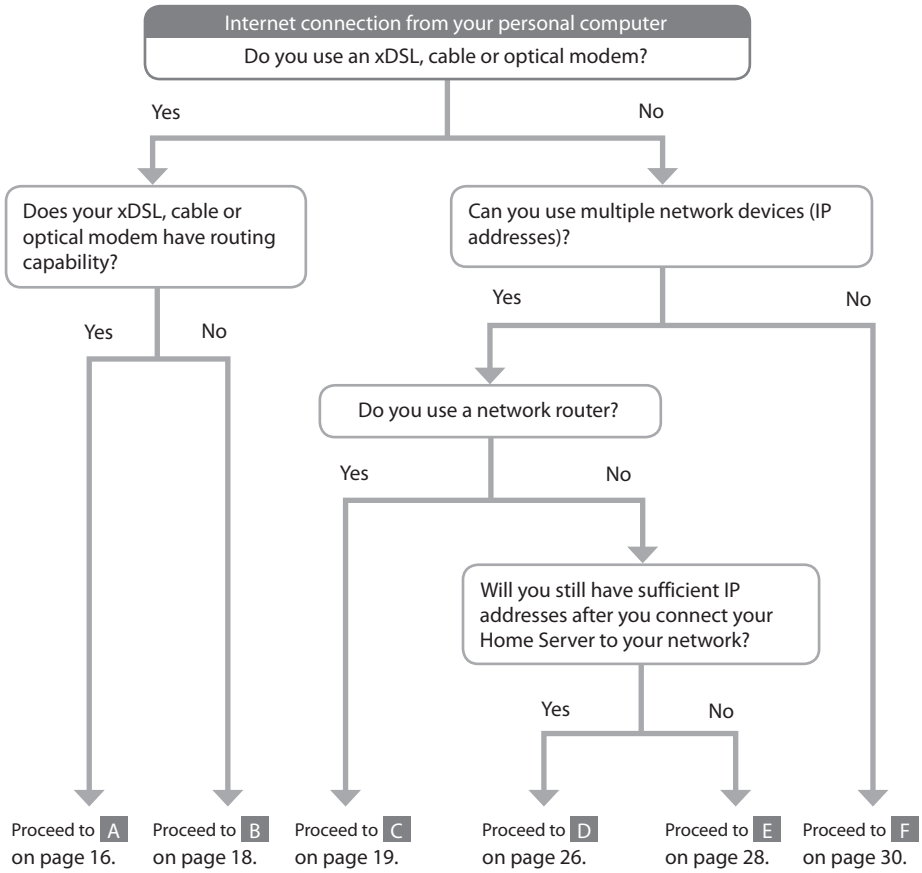 Internet connection from your personal computer
Do you use an xDSL, cable or optical modem?
Yes
No
Does your xDSL, cable or
optical modem have routing
capability?
Can you use multiple network devices (IP
addresses)?
Yes
No
Yes
No
Do you use a network router?
Yes
No
Will you still have sufficient IP
addresses after you connect your
Home Server to your network?
Yes
No
Proceed to A
on page 16.
Proceed to B
on page 18.
Proceed to C
on page 19.
Proceed to D
on page 26.
Proceed to E
on page 28.
Proceed to F
on page 30.